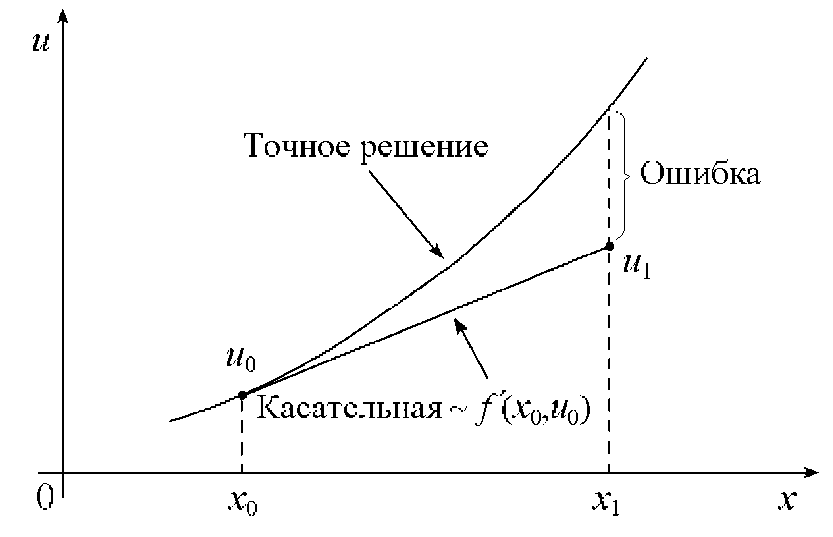 u
Точное решение
Ошибка
u₁
u₀
Касательная ~ f′(x₀,u₀)
0
x₀
x₁
x